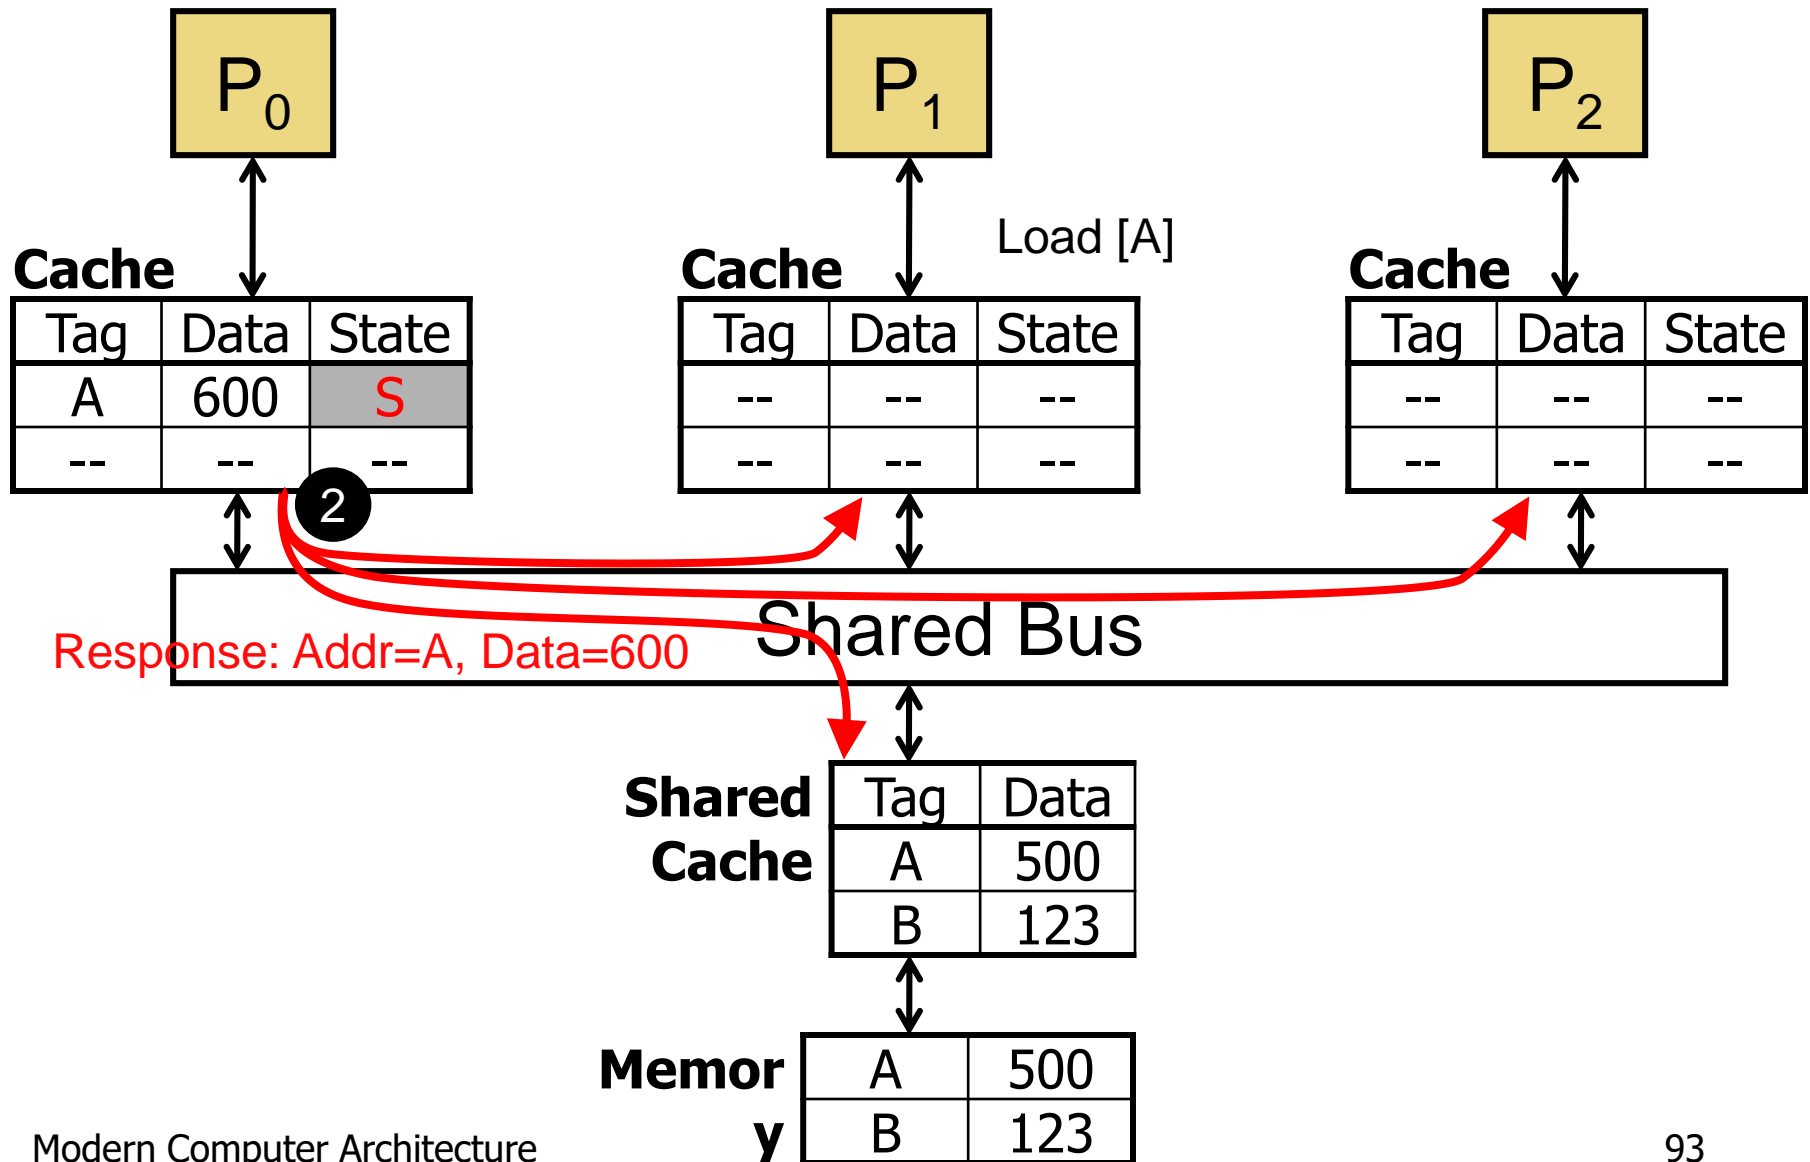 P0 P1 P2
Load [A]
Cache Cache Cache
Tag Data State Tag Data State Tag Data State
A 600 S -- -- -- -- -- --
-- -- -- -- -- -- -- -- --
2
Shared Bus
Response: Addr=A, Data=600
Shared Tag Data
Cache A 500
B 123
Memor A 500
y B 123
Modern Computer Architecture 93